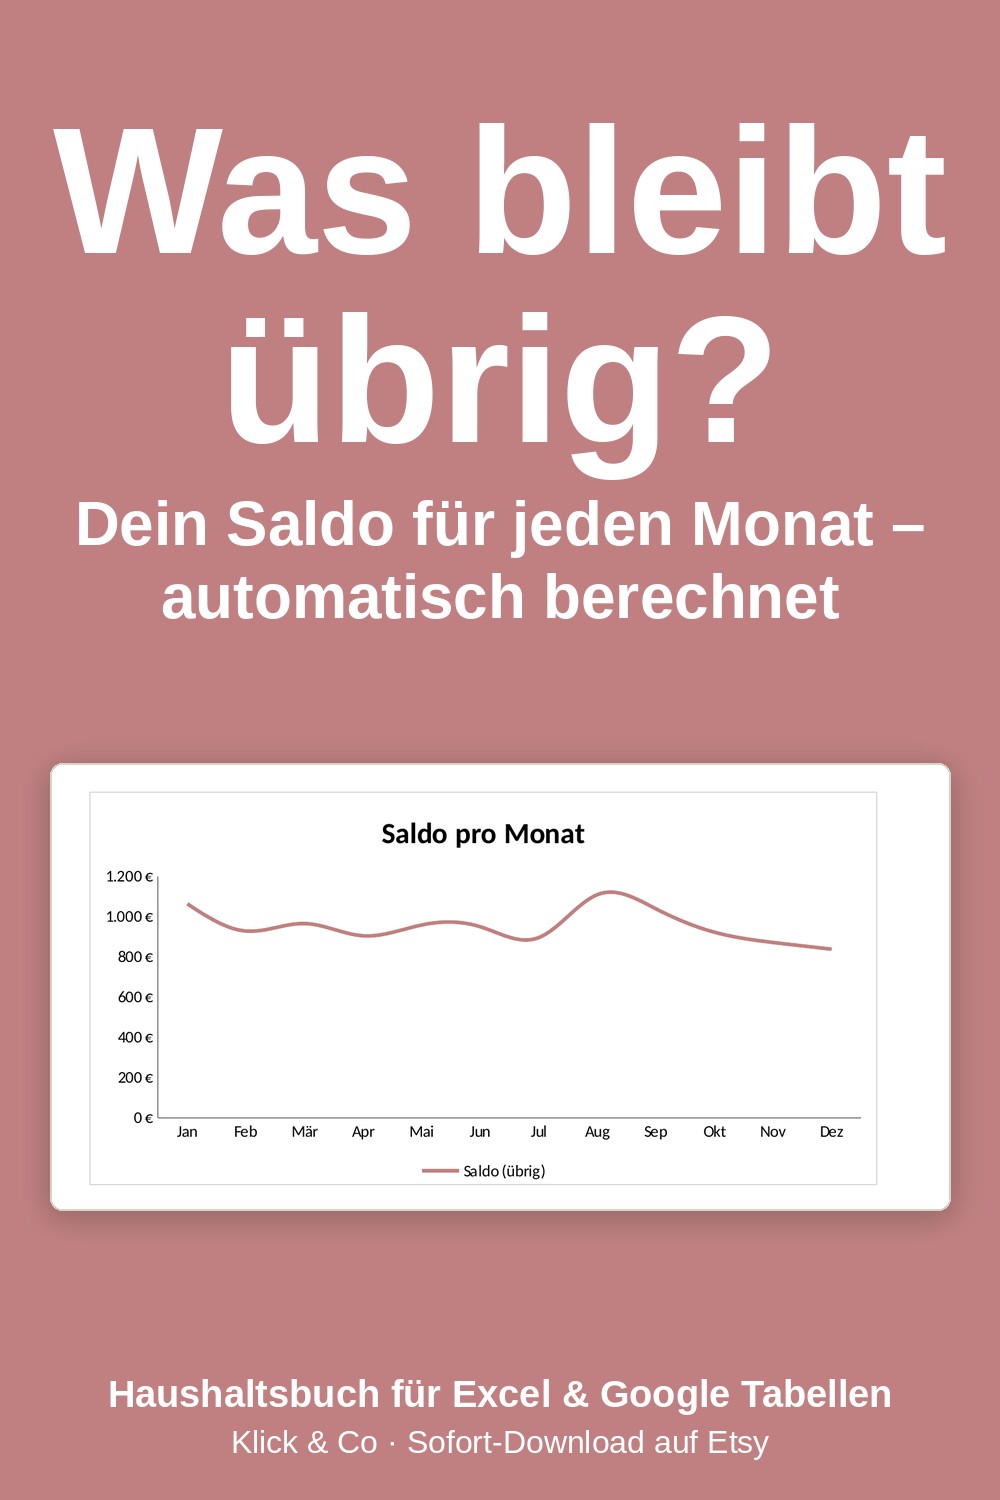 Was bleibt
übrig?
Dein Saldo für jeden Monat –
automatisch berechnet
Saldo pro Monat
1.200 €
1.000 €
800 €
600 €
400 €
200 €
0 €
Jan Feb Mär Apr Mai Jun Jul Aug Sep Okt Nov Dez
Saldo (übrig)
Haushaltsbuch für Excel & Google Tabellen
Klick & Co · Sofort-Download auf Etsy